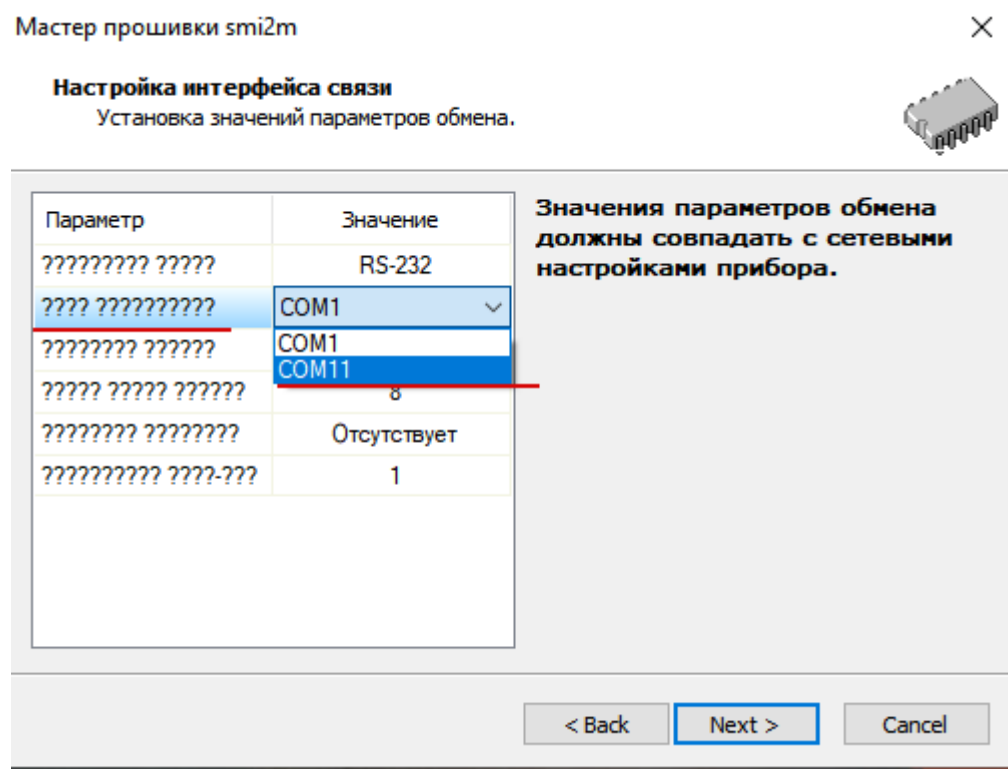 Мастер прошивки smi2m
Настройка интерфейса связи
Установка значений параметров обмена.
Параметр Значение
????????? ????? RS-232
???? ?????????? COM1
???????? ?????? COM1
COM11
????? ????? ?????? 8
???????? ???????? Отсутствует
?????????? ????-??? 1
Значения параметров обмена
должны совпадать с сетевыми
настройками прибора.
< Back Next > Cancel